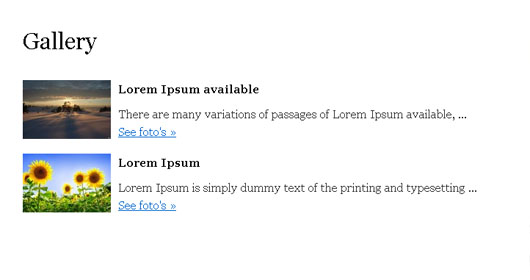 Gallery
Lorem Ipsum available
There are many variations of passages of Lorem Ipsum available, ...
See foto's »
Lorem Ipsum
Lorem Ipsum is simply dummy text of the printing and typesetting ...
See foto's »